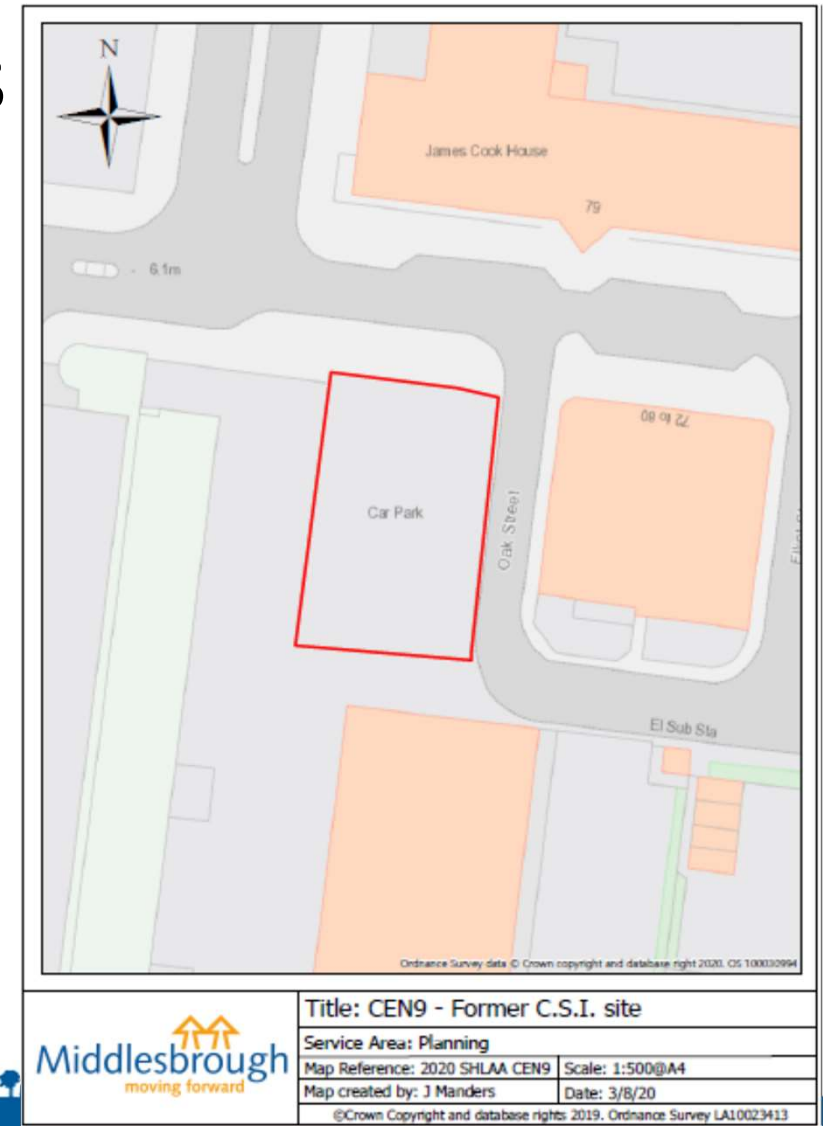 N
James Cook House
79
6.1m
72 to 80
Car Park
Oak Street
El Sub Sta
Ordnance Survey data © Crown copyright and database right 2020. OS 100030994
Middlesbrough
moving forward
Title: CEN9 - Former C.S.I. site
Service Area: Planning
Map Reference: 2020 SHLAA CEN9
Scale: 1:500@A4
Map created by: J Manders
Date: 3/8/20
©Crown Copyright and database rights 2019. Ordnance Survey LA10023413